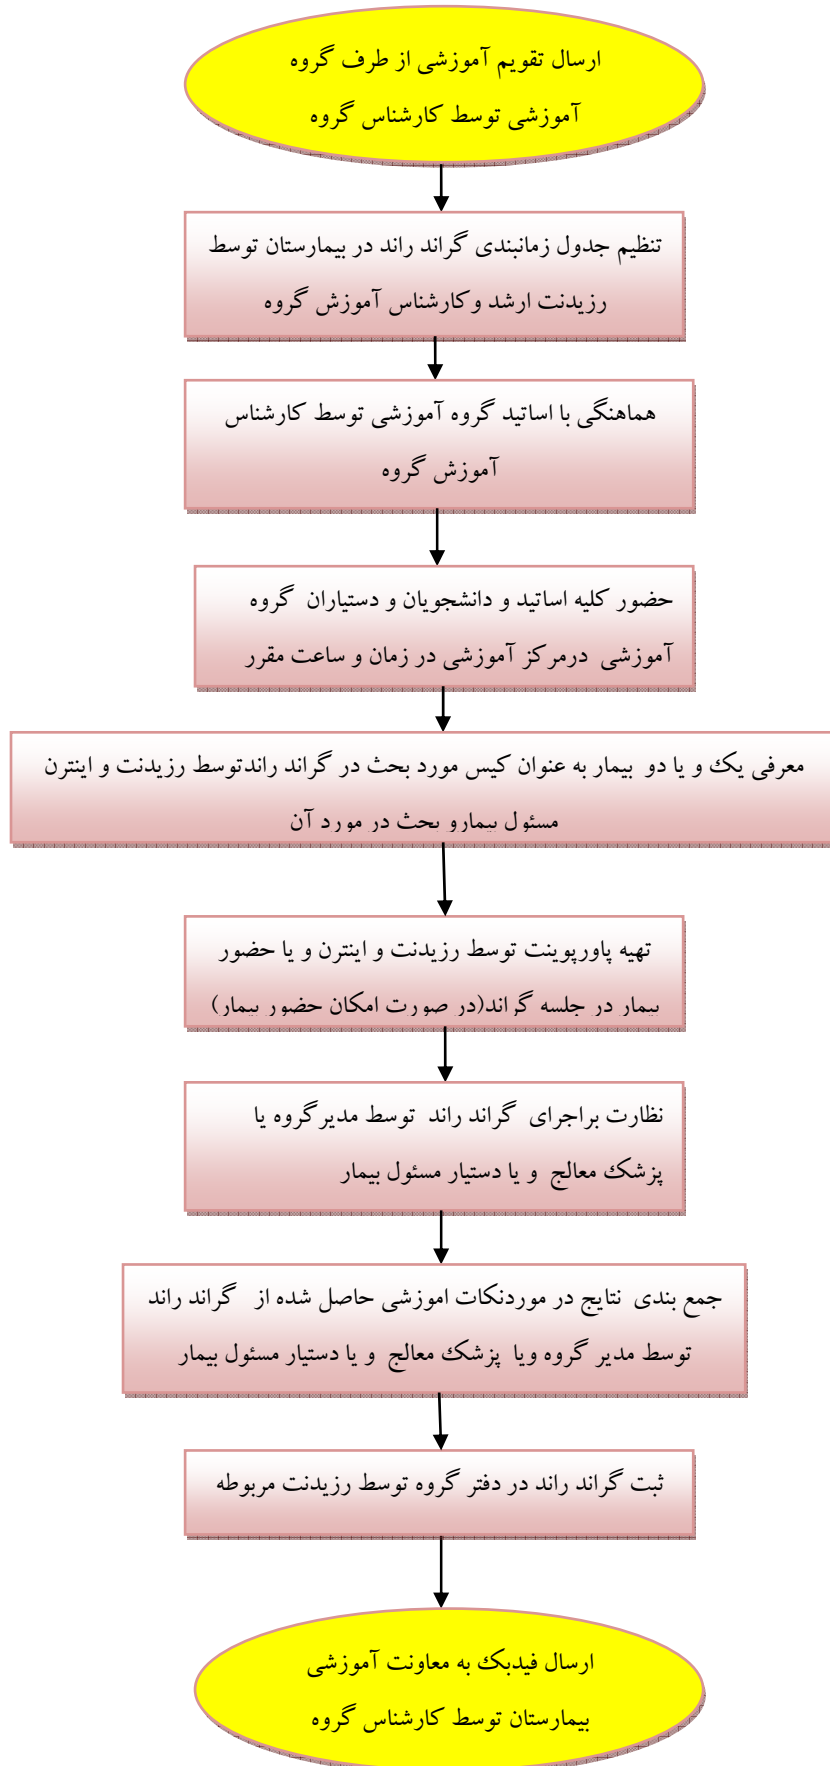 ارسال تقویم آموزشی از طرف گروه
آموزشی توسط کارشناس گروه
تنظیم جدول زمانبندی گراند راند در بیمارستان توسط
رزیدنت ارشد وکارشناس آموزش گروه
هماهنگی با اساتید گروه آموزشی توسط کارشناس
آموزش گروه
حضور کلیه اساتید و دانشجویان و دستیاران گروه
آموزشی درمرکز آموزشی در زمان و ساعت مقرر
معرفی یک و یا دو بیمار به عنوان کیس مورد بحث در گراند راندتوسط رزیدنت و اینترن
مسئول بیمارو بحث در مورد آن
تهیه پاورپوینت توسط رزیدنت و اینترن و یا حضور
بیمار در جلسه گراند(در صورت امکان حضور بیمار)
نظارت براجرای گراند راند توسط مدیرگروه یا
پزشک معالج و یا دستیار مسئول بیمار
جمع بندی نتایج در موردنکات اموزشی حاصل شده از گراند راند
توسط مدیر گروه ویا پزشک معالج و یا دستیار مسئول بیمار
ثبت گراند راند در دفتر گروه توسط رزیدنت مربوطه
ارسال فیدبک به معاونت آموزشی
بیمارستان توسط کارشناس گروه